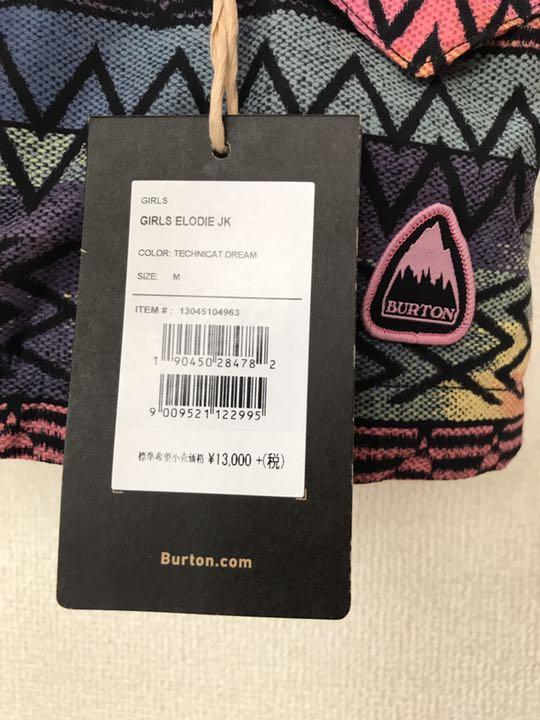 GIRLS
GIRLS ELODIE JK
COLOR: TECHNICAT DREAM
SIZE: M
ITEM # : 13045104963
1 90450 28478 2
9 009521 122995
標準希望小売価格 ¥13,000 +(税)
Burton.com
BURTON